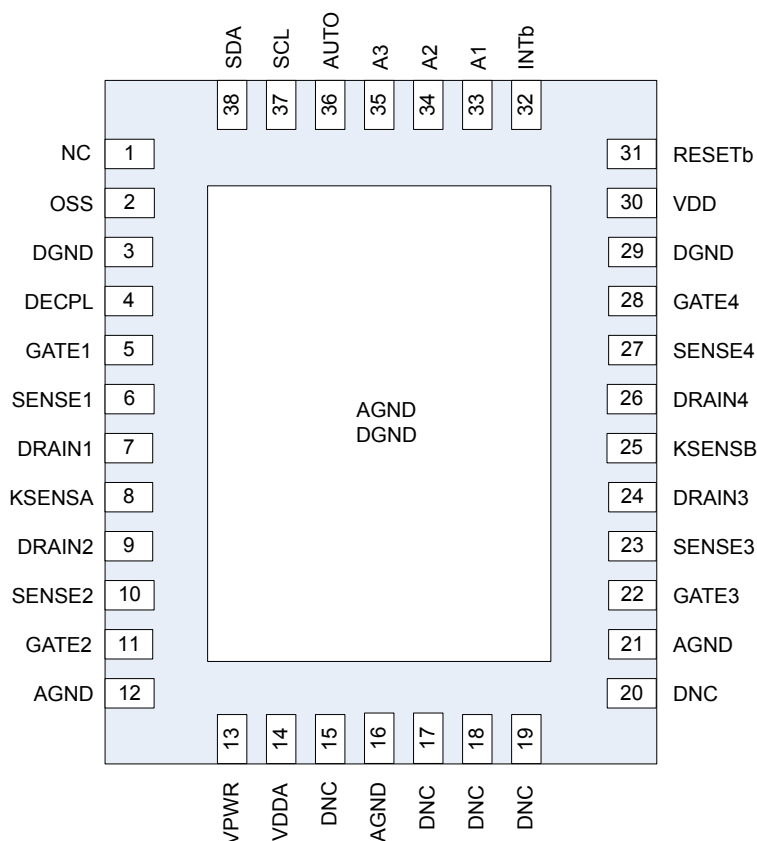 SDA SCL AUTO A3 A2 A1 INTb
38 37 36 35 34 33 32
NC 1
OSS 2
DGND 3
DECPL 4
GATE1 5
SENSE1 6
DRAIN1 7
KSENSA 8
DRAIN2 9
SENSE2 10
GATE2 11
AGND 12
AGND
DGND
31 RESETb
30 VDD
29 DGND
28 GATE4
27 SENSE4
26 DRAIN4
25 KSENSB
24 DRAIN3
23 SENSE3
22 GATE3
21 AGND
20 DNC
13 14 15 16 17 18 19
VPWR VDDA DNC AGND DNC DNC DNC